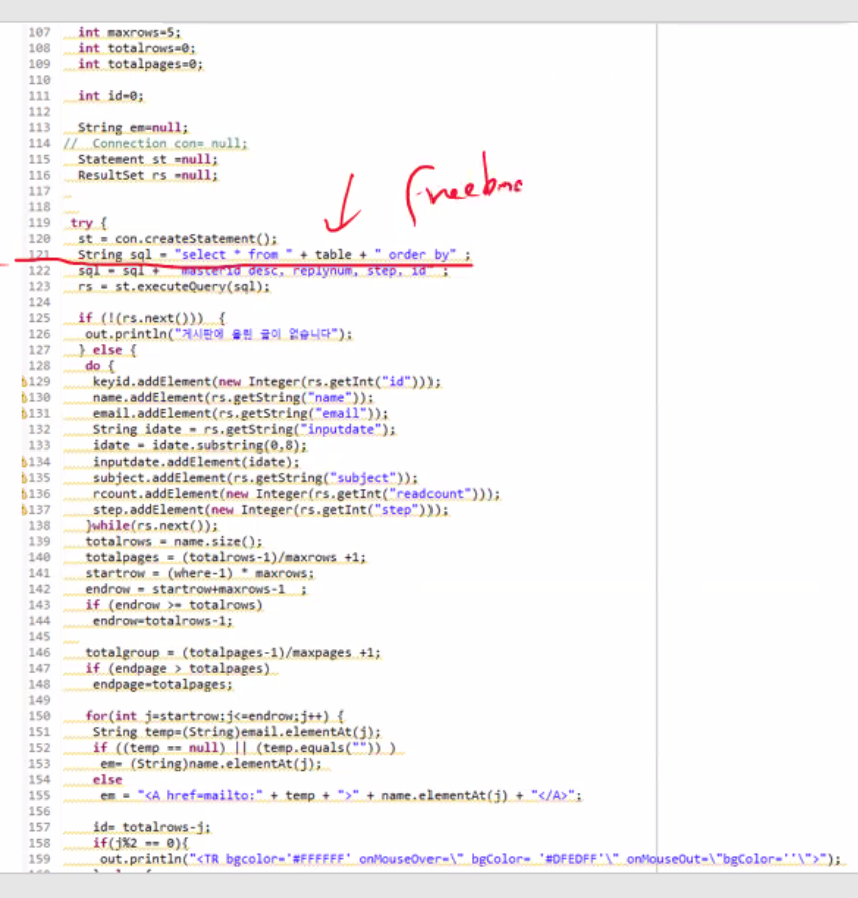 107 int maxrows=5;
108 int totalrows=0;
109 int totalpages=0;
110
111 int id=0;
112
113 String em=null;
114 // Connection con= null;
115 Statement st =null;
116 ResultSet rs =null;
117
118
119 try {
120 st = con.createStatement();
121 String sql = "select * from " + table + " order by" ;
122 sql = sql + " masterid desc, replynum, step, id" ;
123 rs = st.executeQuery(sql);
124
125 if (!(rs.next())) {
126 out.println("게시판에 올린 글이 없습니다");
127 } else {
128 do {
129 keyid.addElement(new Integer(rs.getInt("id")));
130 name.addElement(rs.getString("name"));
131 email.addElement(rs.getString("email"));
132 String idate = rs.getString("inputdate");
133 idate = idate.substring(0,8);
134 inputdate.addElement(idate);
135 subject.addElement(rs.getString("subject"));
136 rcount.addElement(new Integer(rs.getInt("readcount")));
137 step.addElement(new Integer(rs.getInt("step")));
138 }while(rs.next());
139 totalrows = name.size();
140 totalpages = (totalrows-1)/maxrows +1;
141 startrow = (where-1) * maxrows;
142 endrow = startrow+maxrows-1 ;
143 if (endrow >= totalrows)
144 endrow=totalrows-1;
145
146 totalgroup = (totalpages-1)/maxpages +1;
147 if (endpage > totalpages)
148 endpage=totalpages;
149
150 for(int j=startrow;j<=endrow;j++) {
151 String temp=(String)email.elementAt(j);
152 if ((temp == null) || (temp.equals("")) )
153 em= (String)name.elementAt(j);
154 else
155 em = "<A href=mailto:" + temp + ">" + name.elementAt(j) + "</A>";
156
157 id= totalrows-j;
158 if(j%2 == 0){
159 out.println("<TR bgcolor='#FFFFFF' onMouseOver=\" bgColor= '#DFEDFF'\" onMouseOut=\"bgColor=''\">");